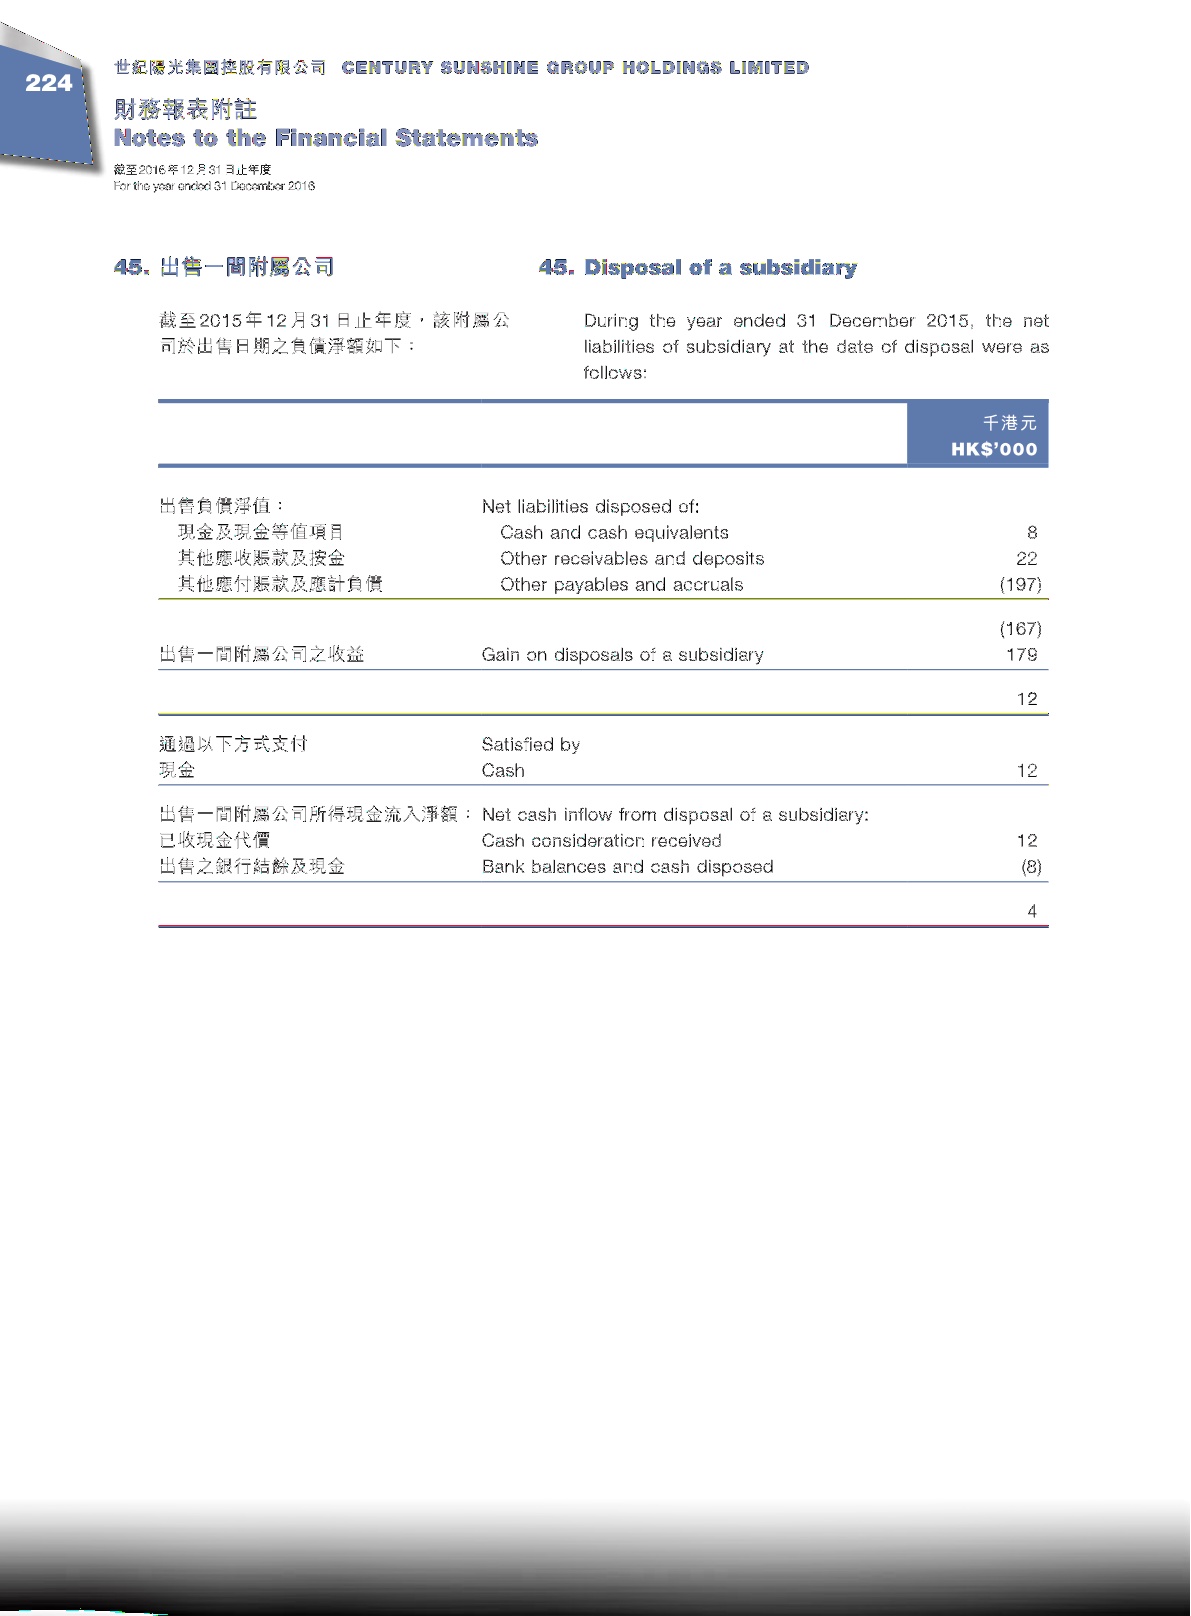 224
世紀陽光集團控股有限公司 CENTURY SUNSHINE GROUP HOLDINGS LIMITED
財務報表附註
Notes to the Financial Statements
截至2016年12月31日止年度
For the year ended 31 December 2016
45. 出售一間附屬公司
截至2015年12月31日止年度，該附屬公
司於出售日期之負債淨額如下：
45. Disposal of a subsidiary
During the year ended 31 December 2015, the net
liabilities of subsidiary at the date of disposal were as
follows:
千港元
HK$'000
出售負債淨值： Net liabilities disposed of:
現金及現金等值項目 Cash and cash equivalents 8
其他應收賬款及按金 Other receivables and deposits 22
其他應付賬款及應計負債 Other payables and accruals (197)
(167)
出售一間附屬公司之收益 Gain on disposals of a subsidiary 179
12
通過以下方式支付 Satisfied by
現金 Cash 12
出售一間附屬公司所得現金流入淨額： Net cash inflow from disposal of a subsidiary:
已收現金代價 Cash consideration received 12
出售之銀行結餘及現金 Bank balances and cash disposed (8)
4